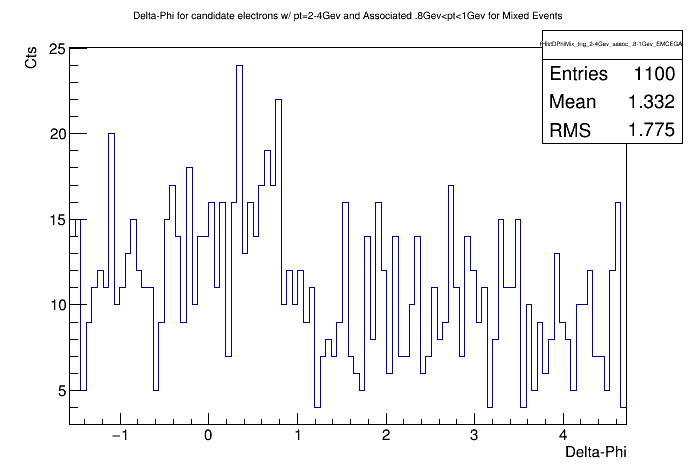 Delta-Phi for candidate electrons w/ pt=2-4Gev and Associated .8Gev<pt<1Gev for Mixed Events
Cts
25
20
15
10
5
−1
0
1
2
3
4
Delta-Phi
Entries 1100
Mean 1.332
RMS 1.775